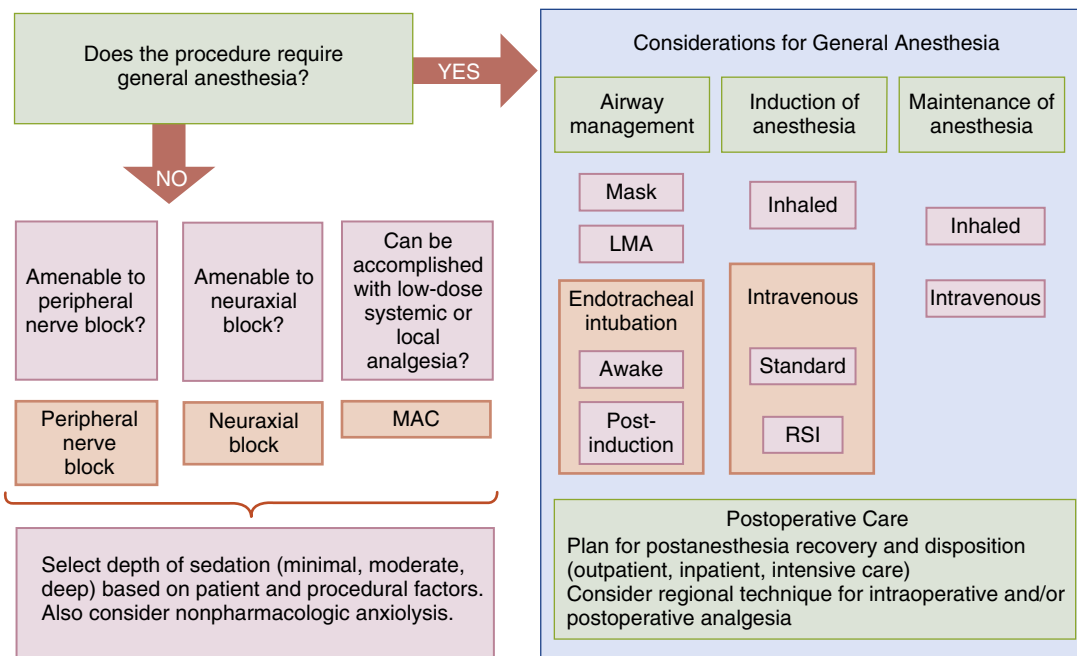 Does the procedure require
general anesthesia?
YES
NO
Amenable to
peripheral
nerve block?
Amenable to
neuraxial
block?
Can be
accomplished
with low-dose
systemic or
local
analgesia?
Peripheral
nerve
block
Neuraxial
block
MAC
Select depth of sedation (minimal, moderate,
deep) based on patient and procedural factors.
Also consider nonpharmacologic anxiolysis.
Considerations for General Anesthesia
Airway
management
Mask
LMA
Endotracheal
intubation
Awake
Post-
induction
Induction of
anesthesia
Inhaled
Intravenous
Standard
RSI
Maintenance of
anesthesia
Inhaled
Intravenous
Postoperative Care
Plan for postanesthesia recovery and disposition
(outpatient, inpatient, intensive care)
Consider regional technique for intraoperative and/or
postoperative analgesia